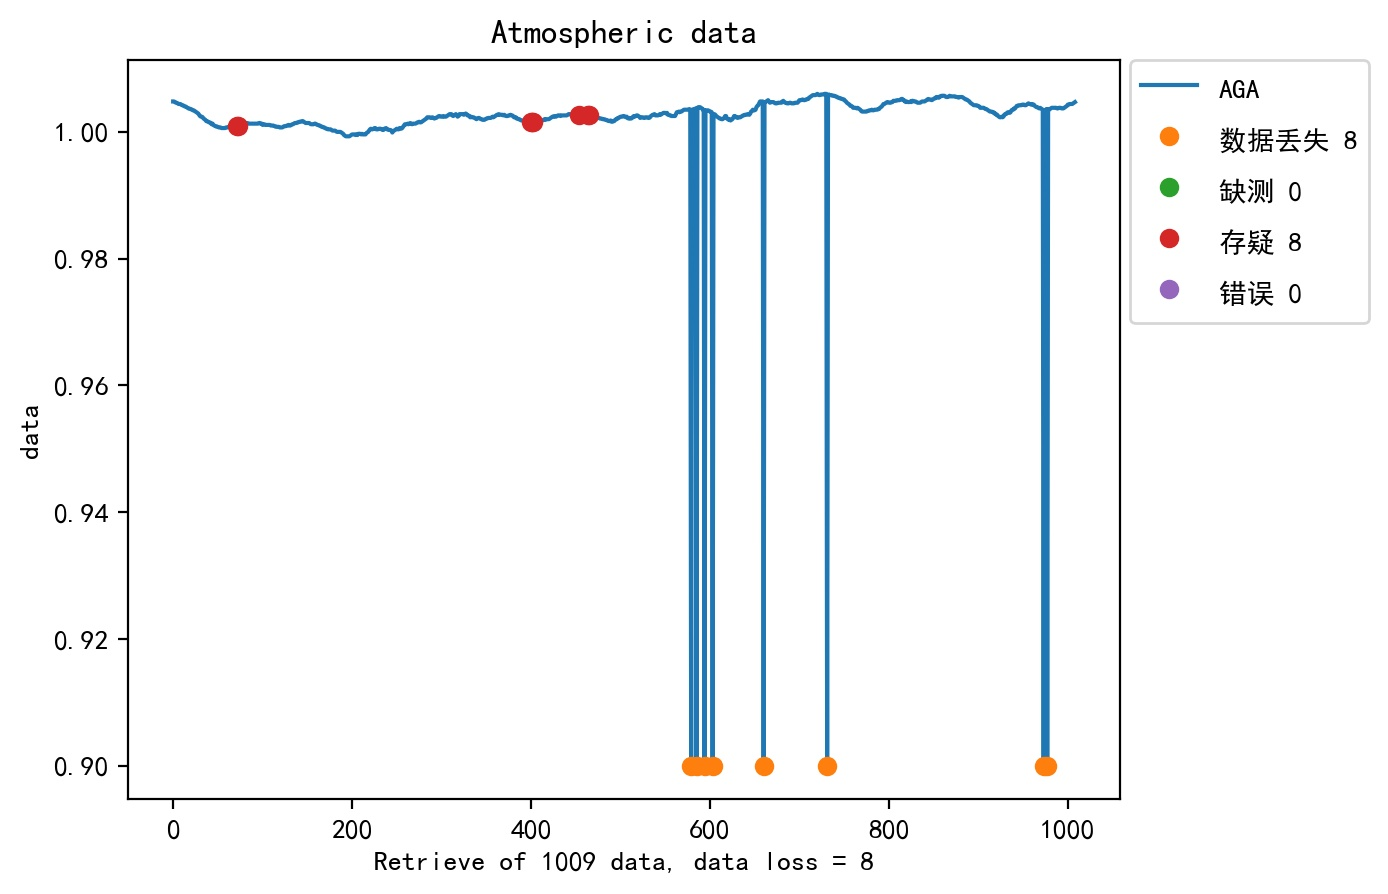 Atmospheric data
AGA
数据丢失 8
缺测 0
存疑 8
错误 0
data
1.00
0.98
0.96
0.94
0.92
0.90
0 200 400 600 800 1000
Retrieve of 1009 data, data loss = 8